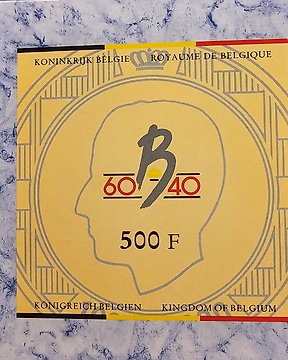 KONINKRIJK BELGIË ROYAUME DE BELGIQUE
B
60 40
500 F
KÖNIGREICH BELGIEN KINGDOM OF BELGIUM